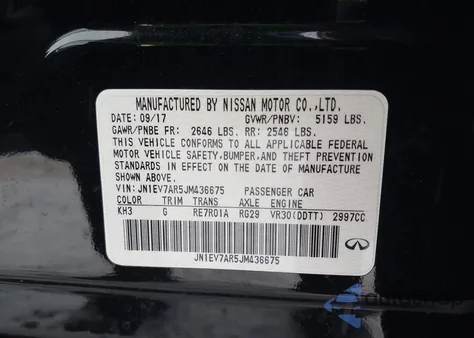 MANUFACTURED BY NISSAN MOTOR CO.,LTD.
DATE: 09/17 GVWR/PNBV: 5159 LBS.
GAWR/PNBE FR: 2646 LBS. RR: 2546 LBS.
THIS VEHICLE CONFORMS TO ALL APPLICABLE FEDERAL
MOTOR VEHICLE SAFETY,BUMPER,AND THEFT PREVENTION
STANDARDS IN EFFECT ON THE DATE OF MANUFACTURE
SHOWN ABOVE.
VIN: JN1EV7AR5JM436675 PASSENGER CAR
COLOR TRIM TRANS AXLE ENGINE
KH3 G RE7R01A RG29 VR30(DDTT) 2997CC
JN1EV7AR5JM436675